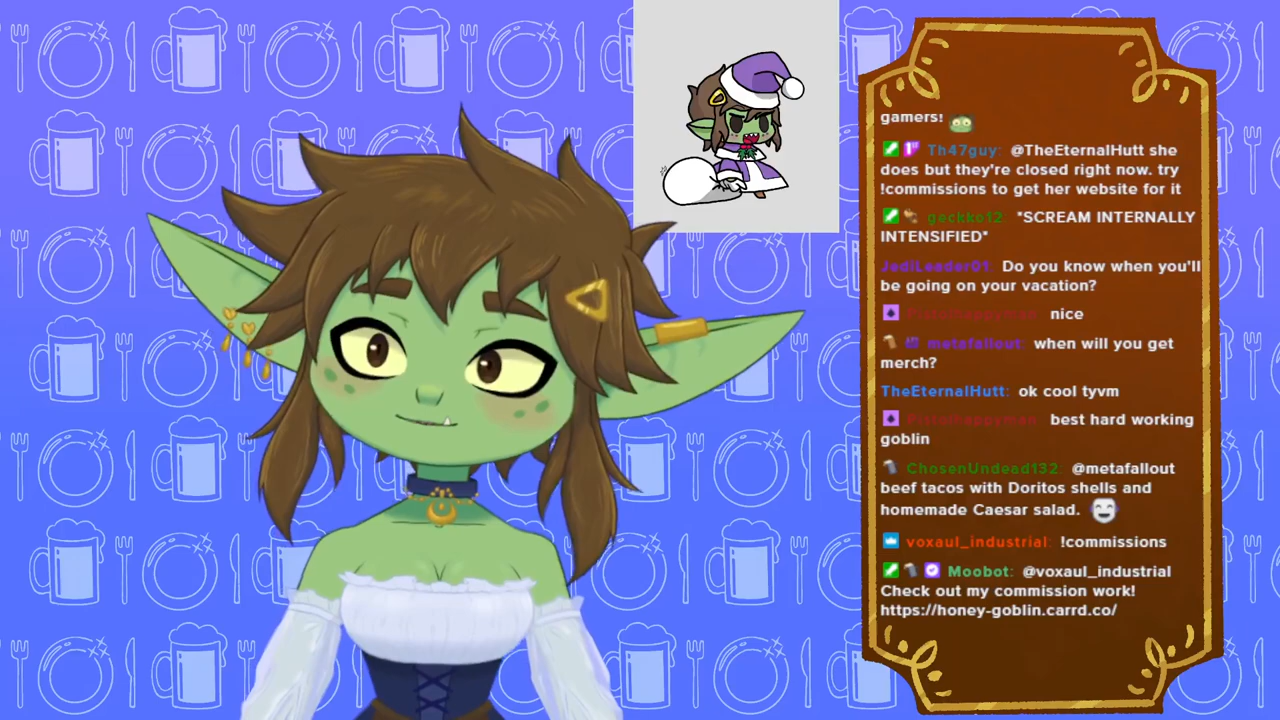 gamers!
Th47guy: @TheEternalHutt she
does but they're closed right now. try
!commissions to get her website for it
geckko12: *SCREAM INTERNALLY
INTENSIFIED*
JediLeader01: Do you know when you'll
be going on your vacation?
Pistolhappyman nice
metafallout: when will you get
merch?
TheEternalHutt: ok cool tyvm
Pistolhappyman best hard working
goblin
ChosenUndead132: @metafallout
beef tacos with Doritos shells and
homemade Caesar salad.
voxaul_industrial: !commissions
Moobot: @voxaul_industrial
Check out my commission work!
https://honey-goblin.carrd.co/